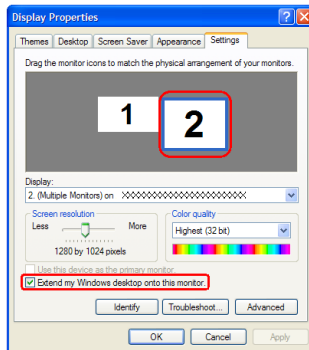 Display Properties
Themes Desktop Screen Saver Appearance Settings
Drag the monitor icons to match the physical arrangement of your monitors.
1 2
Display:
2. (Multiple Monitors) on XXXXXXXXXXXXXXXXXXXX
Screen resolution
Less More
1280 by 1024 pixels
Color quality
Highest (32 bit)
Use this device as the primary monitor.
Extend my Windows desktop onto this monitor.
Identify Troubleshoot... Advanced
OK Cancel Apply